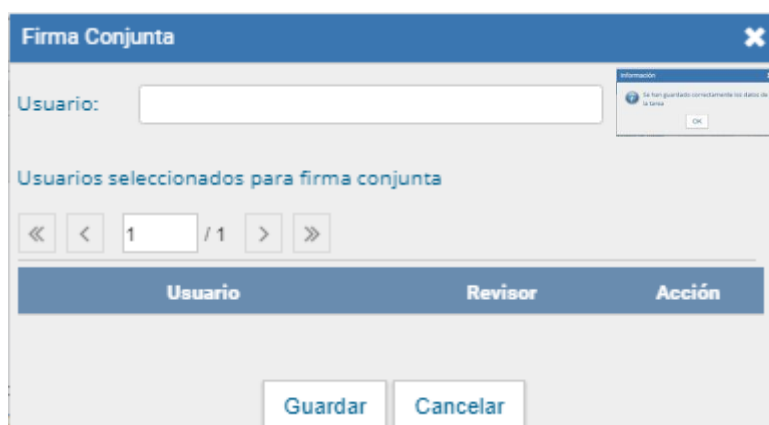 Firma Conjunta
Información
Usuario:
Se han guardado correctamente los datos de
la tarea
OK
Usuarios seleccionados para firma conjunta
1 / 1
Usuario Revisor Acción
Guardar Cancelar